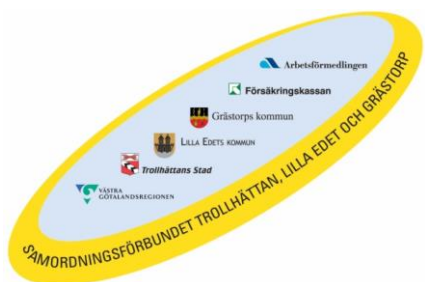 Arbetsförmedlingen
Försäkringskassan
Grästorps kommun
LILLA EDETS KOMMUN
Trollhättans Stad
VÄSTRA
GÖTALANDSREGIONEN
SAMORDNINGSFÖRBUNDET TROLLHÄTTAN, LILLA EDET OCH GRÄSTORP